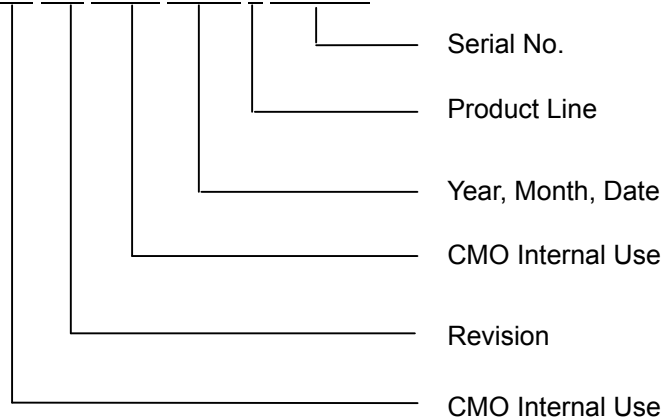 Serial No.
Product Line
Year, Month, Date
CMO Internal Use
Revision
CMO Internal Use